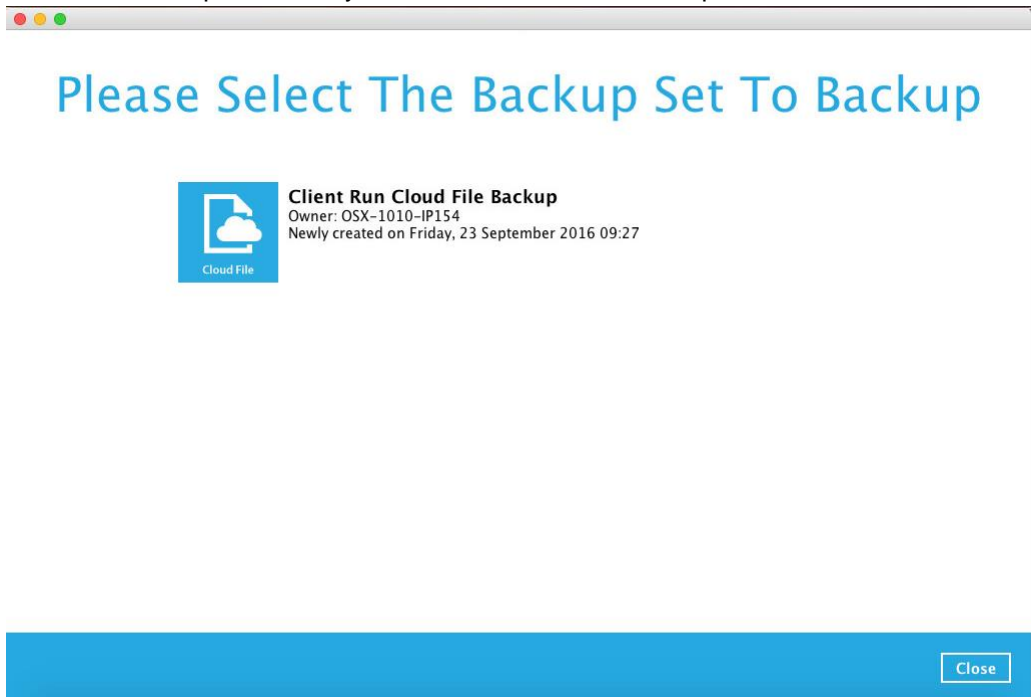 Please Select The Backup Set To Backup
Client Run Cloud File Backup
Owner: OSX-1010-IP154
Newly created on Friday, 23 September 2016 09:27
Cloud File
Close